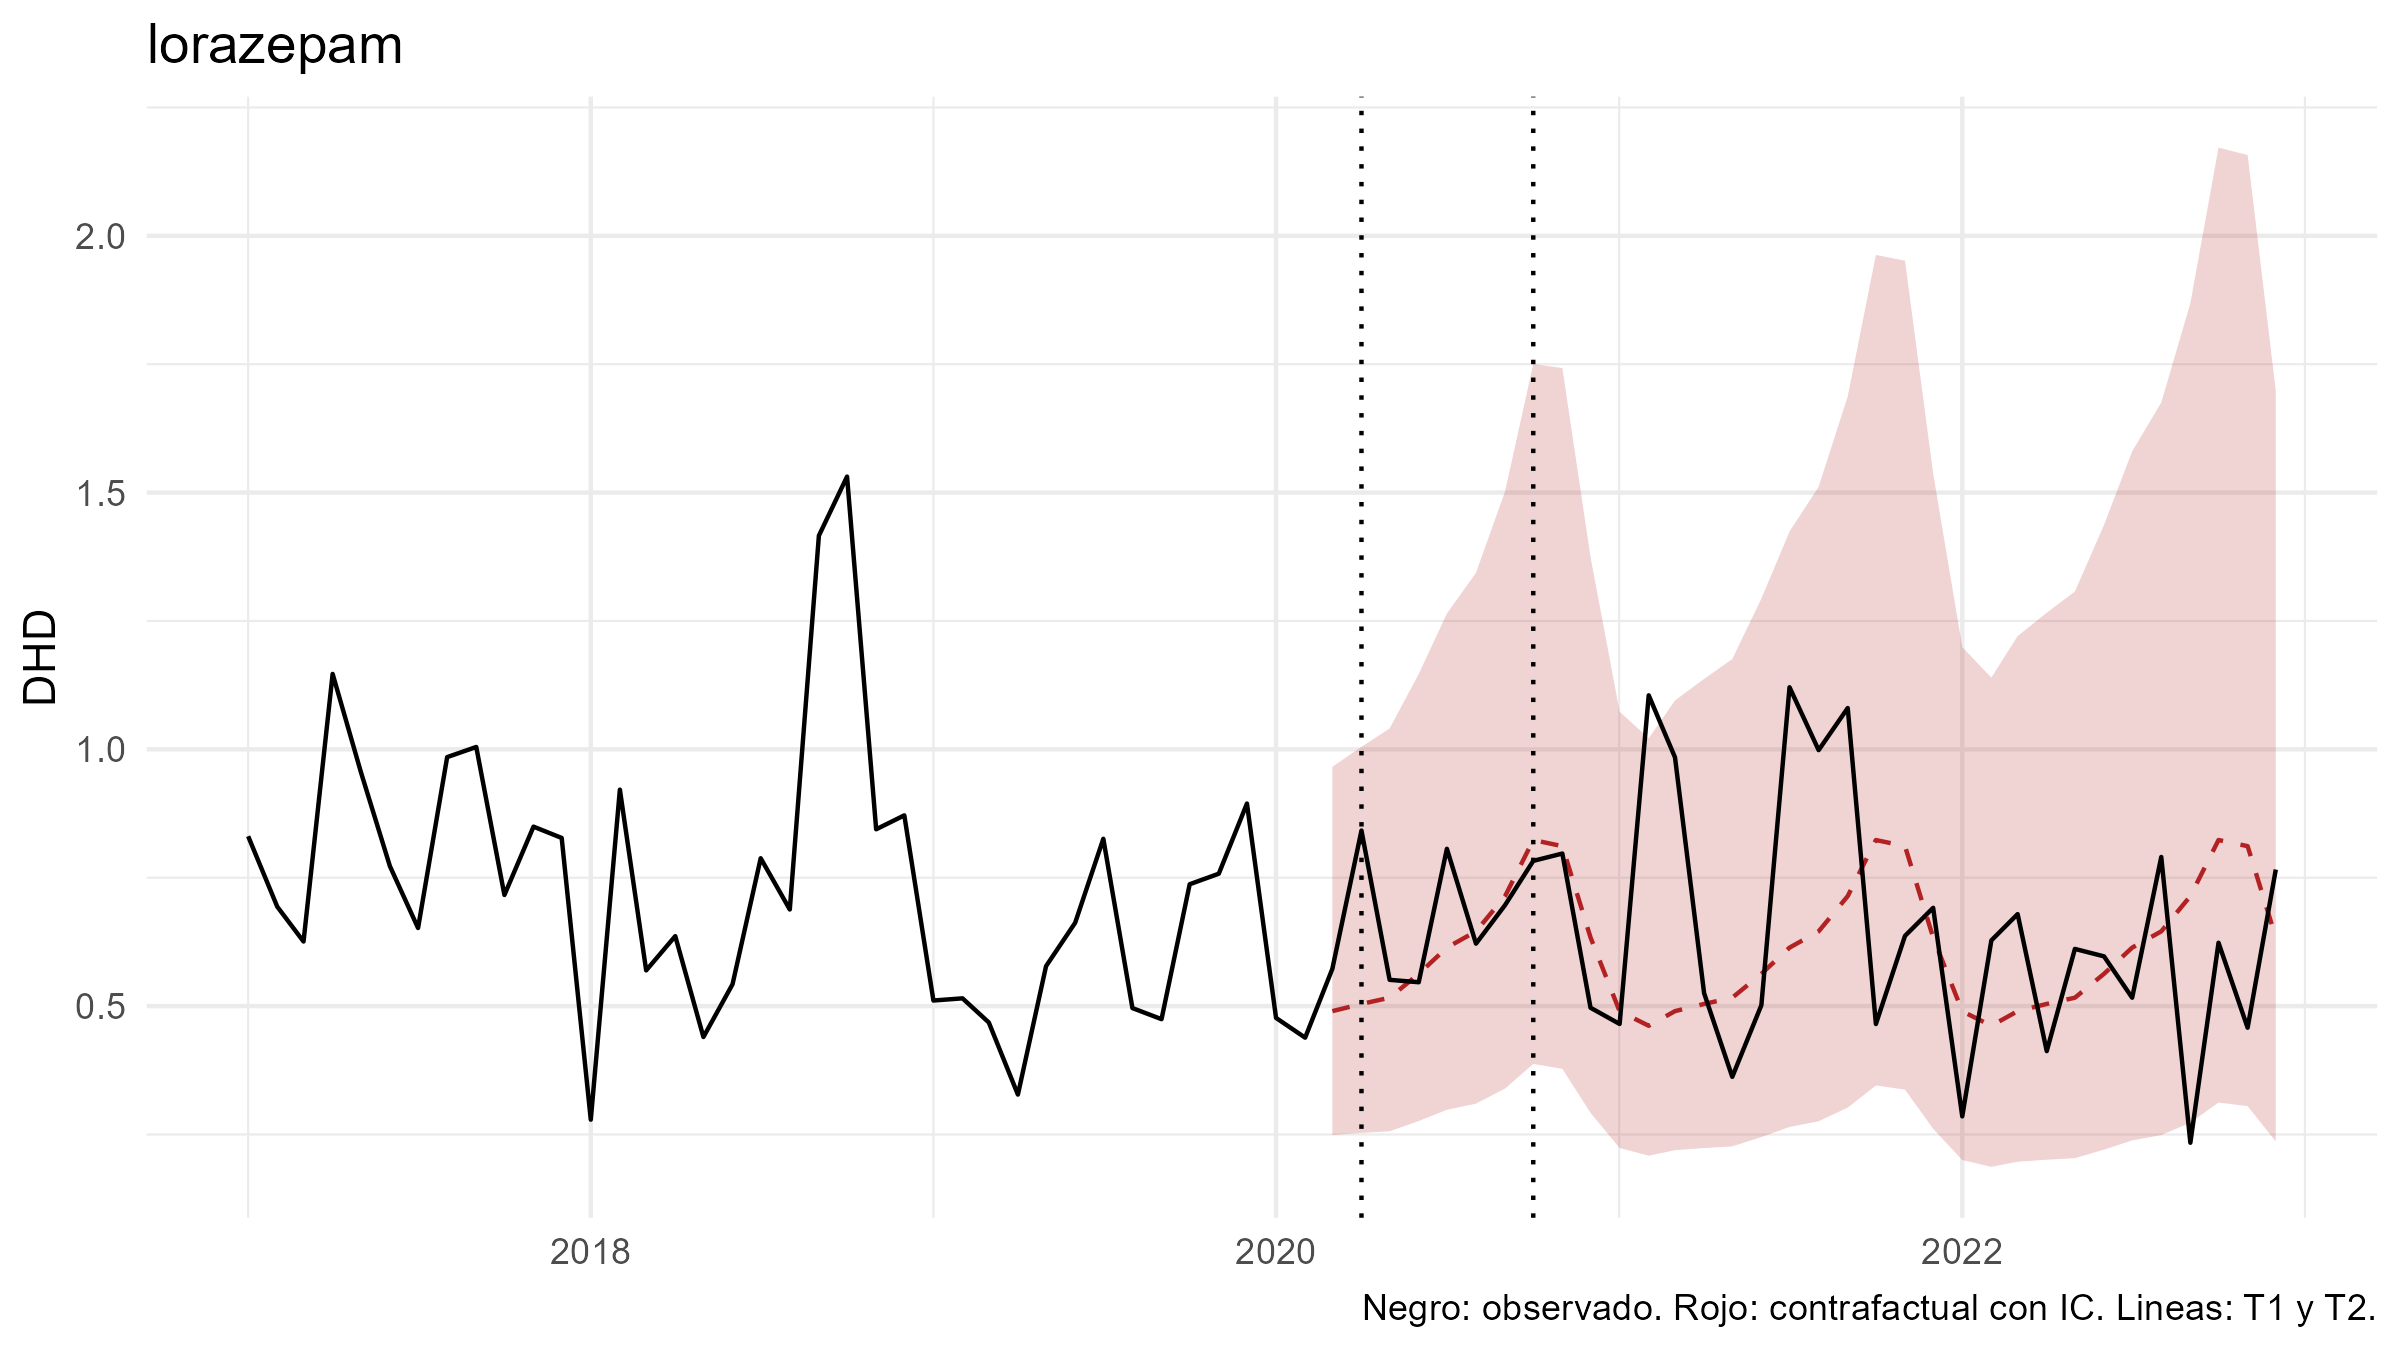 lorazepam
DHD
2.0
1.5
1.0
0.5
2018 2020 2022
Negro: observado. Rojo: contrafactual con IC. Lineas: T1 y T2.